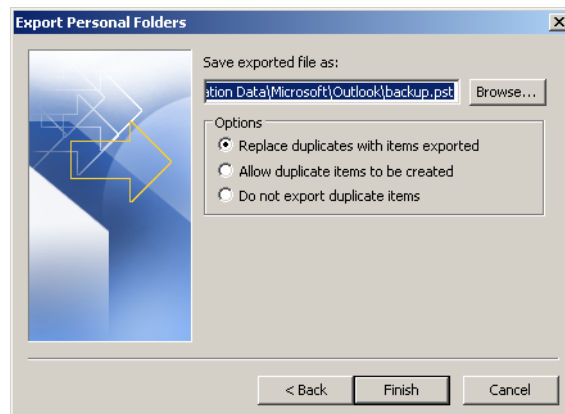 Export Personal Folders
Save exported file as:
ation Data\Microsoft\Outlook\backup.pst Browse...
Options
Replace duplicates with items exported
Allow duplicate items to be created
Do not export duplicate items
< Back Finish Cancel